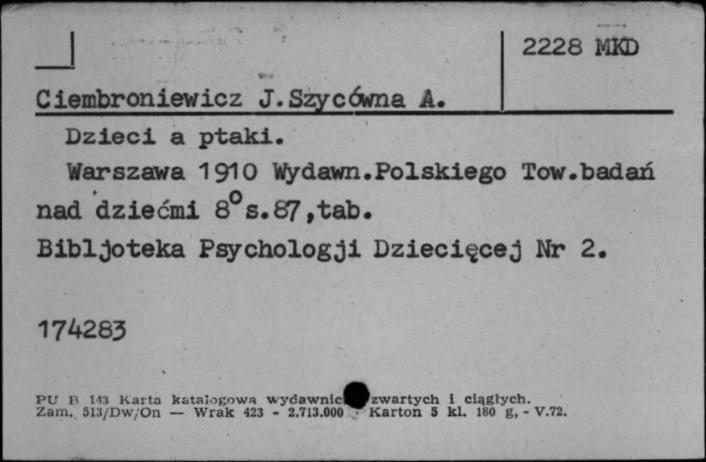 2228 MKD
Ciembroniewicz J.Szycówna A.
Dzieci a ptaki.
Warszawa 1910 Wydawn.Polskiego Tow.badań
nad dziećmi 8° s.87,tab.
Bibljoteka Psychologji Dziecięcej Nr 2.
174283
PU B 143 Karta katalogowa wydawnic zwartych i ciągłych.
Zam. 513/Dw/On — Wrak 423 - 2.713.000 Karton 5 kl. 180 g, - V.72.